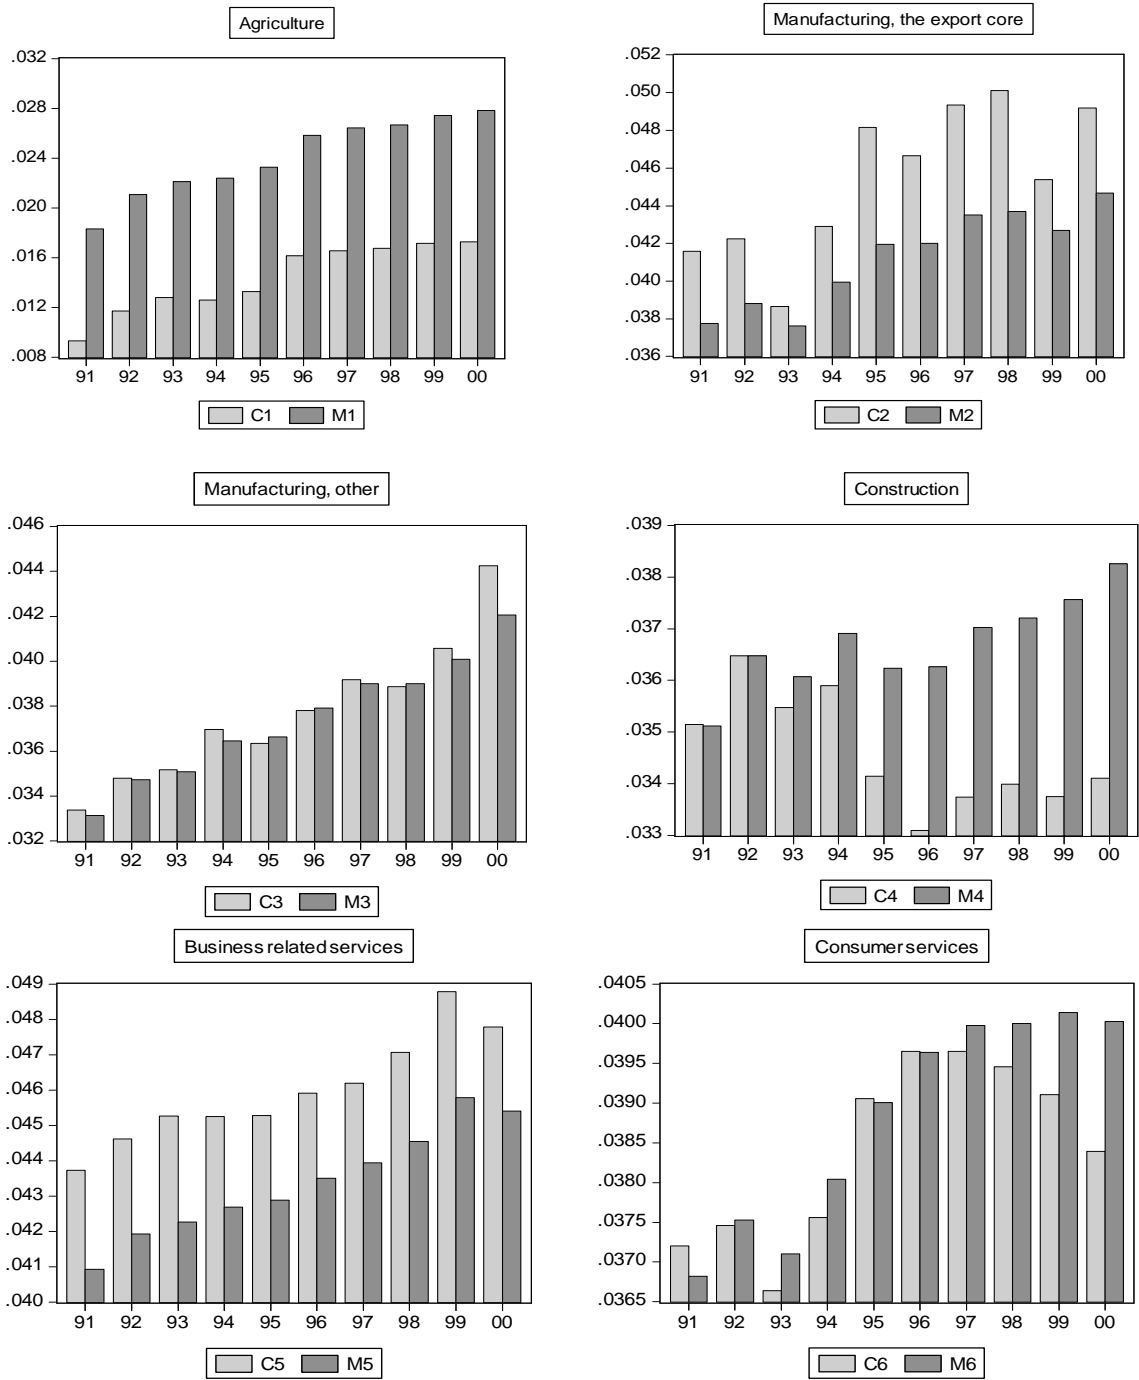 Agriculture
.032
.028
.024
.020
.016
.012
.008
91 92 93 94 95 96 97 98 99 00
C1 M1
Manufacturing, the export core
.052
.050
.048
.046
.044
.042
.040
.038
.036
91 92 93 94 95 96 97 98 99 00
C2 M2
Manufacturing, other
.046
.044
.042
.040
.038
.036
.034
.032
91 92 93 94 95 96 97 98 99 00
C3 M3
Construction
.039
.038
.037
.036
.035
.034
.033
91 92 93 94 95 96 97 98 99 00
C4 M4
Business related services
.049
.048
.047
.046
.045
.044
.043
.042
.041
.040
91 92 93 94 95 96 97 98 99 00
C5 M5
Consumer services
.0405
.0400
.0395
.0390
.0385
.0380
.0375
.0370
.0365
91 92 93 94 95 96 97 98 99 00
C6 M6